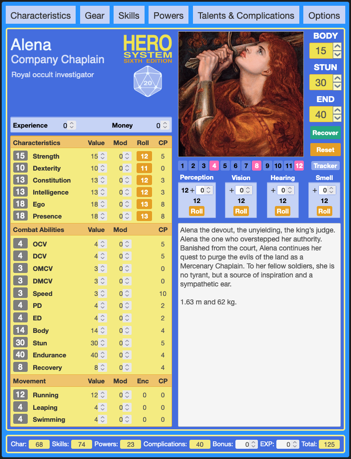 Characteristics Gear Skills Powers Talents & Complications Options
Alena
Company Chaplain
Royal occult investigator
HERO
SYSTEM
SIXTH EDITION
20
Experience 0 Money 0
Characteristics Value Mod Roll CP
15 Strength 15 0 12 5
10 Dexterity 10 0 11 0
13 Constitution 13 0 12 3
13 Intelligence 13 0 12 3
18 Ego 18 0 13 8
18 Presence 18 0 13 8
Combat Abilities Value Mod CP
4 OCV 4 0 5
4 DCV 4 0 5
3 OMCV 3 0 0
3 DMCV 3 0 0
3 Speed 3 0 10
4 PD 4 0 2
4 ED 4 0 2
14 Body 14 0 4
30 Stun 30 0 5
40 Endurance 40 0 4
8 Recovery 8 0 4
Movement Value Mod Enc CP
12 Running 12 0 0 0
4 Leaping 4 0 0 0
4 Swimming 4 0 0 0
BODY
15
STUN
30
END
40
Recover
Reset
1 2 3 4 5 6 7 8 9 10 11 12 Tracker
Perception Vision Hearing Smell
12 + 0 + 0 + 0 + 0
12 12 12 12
Roll Roll Roll Roll
Alena the devout, the unyielding, the king's judge.
Alena the one who overstepped her authority.
Banished from the court, Alena continues her
quest to purge the evils of the land as a
Mercenary Chaplain. To her fellow soldiers, she is
no tyrant, but a source of inspiration and a
sympathetic ear.
1.63 m and 62 kg.
Char: 68 Skills: 74 Powers: 23 Complications: 40 Bonus: 0 EXP: 0 Total: 125